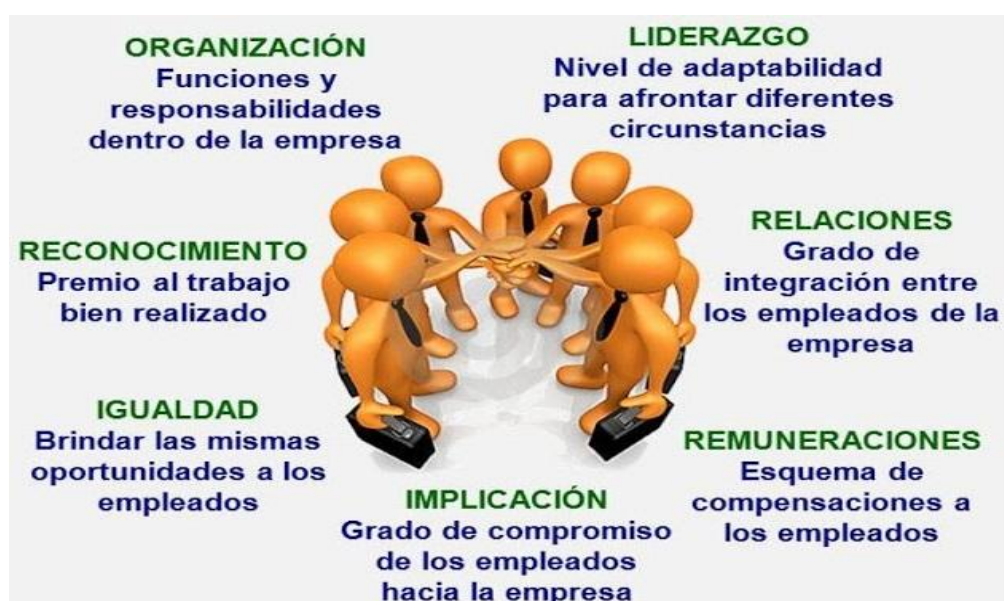 ORGANIZACIÓN
Funciones y
responsabilidades
dentro de la empresa
LIDERAZGO
Nivel de adaptabilidad
para afrontar diferentes
circunstancias
RECONOCIMIENTO
Premio al trabajo
bien realizado
RELACIONES
Grado de
integración entre
los empleados de la
empresa
IGUALDAD
Brindar las mismas
oportunidades a los
empleados
REMUNERACIONES
Esquema de
compensaciones a
los empleados
IMPLICACIÓN
Grado de compromiso
de los empleados
hacia la empresa